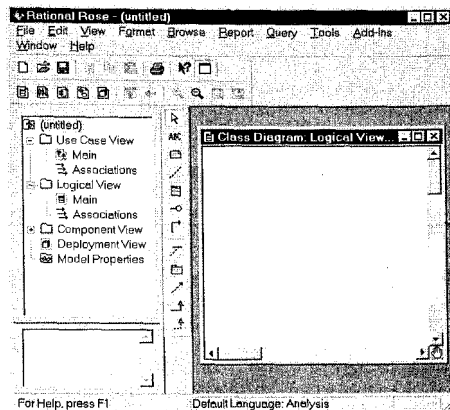 Rational Rose - (untitled)
File Edit View Format Browse Report Query Tools Add-Ins
Window Help
(untitled)
Use Case View
Main
Associations
Logical View
Main
Associations
Component View
Deployment View
Model Properties
ABC
Class Diagram: Logical View...
For Help, press F1
Default Language: Analysis